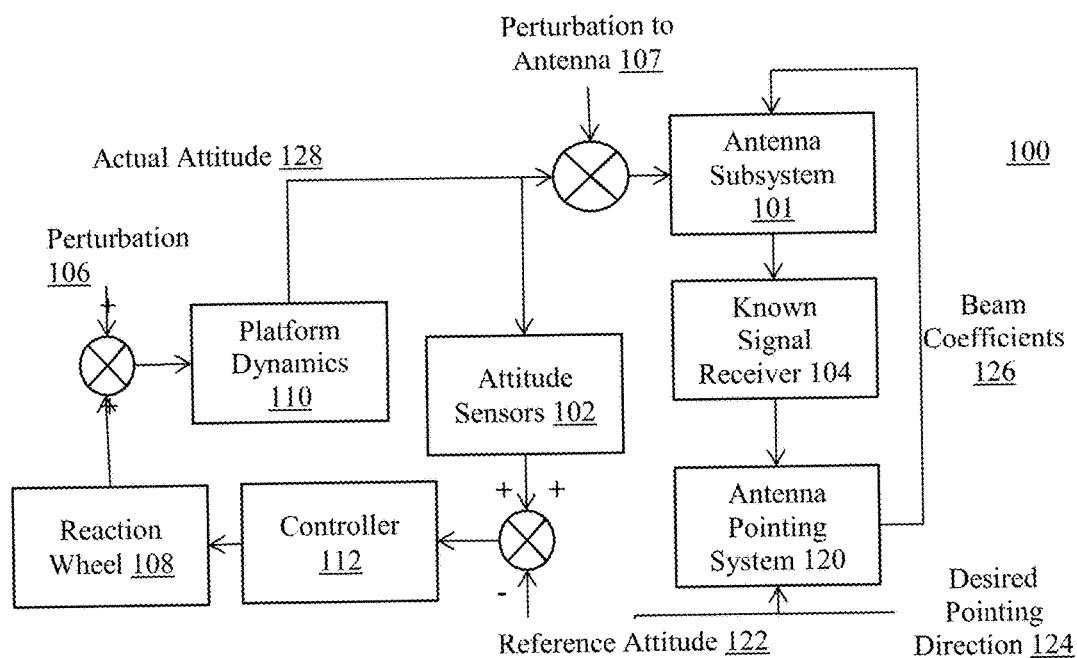 Perturbation to
Antenna 107
Antenna
Subsystem
101
100
Actual Attitude 128
Perturbation
106
+
Platform
Dynamics
110
+
Attitude
Sensors 102
Known
Signal
Receiver 104
Beam
Coefficients
126
Reaction
Wheel 108
Controller
112
+ +
-
Antenna
Pointing
System 120
Reference Attitude 122
Desired
Pointing
Direction 124